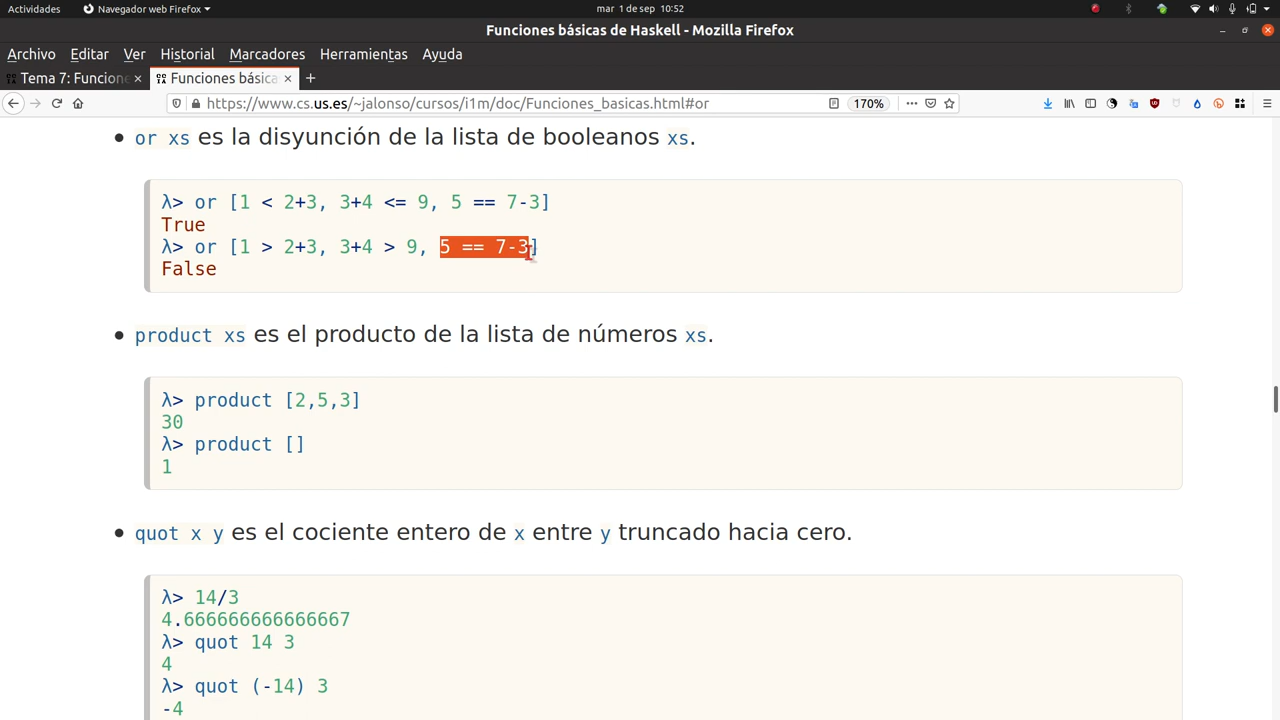 Actividades
Navegador web Firefox
mar 1 de sep 10:52
Funciones básicas de Haskell - Mozilla Firefox
Archivo Editar Ver Historial Marcadores Herramientas Ayuda
Tema 7: Funcione
Funciones básica
https://www.cs.us.es/~jalonso/cursos/i1m/doc/Funciones_basicas.html#or
170%
• or xs es la disyunción de la lista de booleanos xs.
λ> or [1 < 2+3, 3+4 <= 9, 5 == 7-3]
True
λ> or [1 > 2+3, 3+4 > 9, 5 == 7-3]
False
• product xs es el producto de la lista de números xs.
λ> product [2,5,3]
30
λ> product []
1
• quot x y es el cociente entero de x entre y truncado hacia cero.
λ> 14/3
4.666666666666667
λ> quot 14 3
4
λ> quot (-14) 3
-4